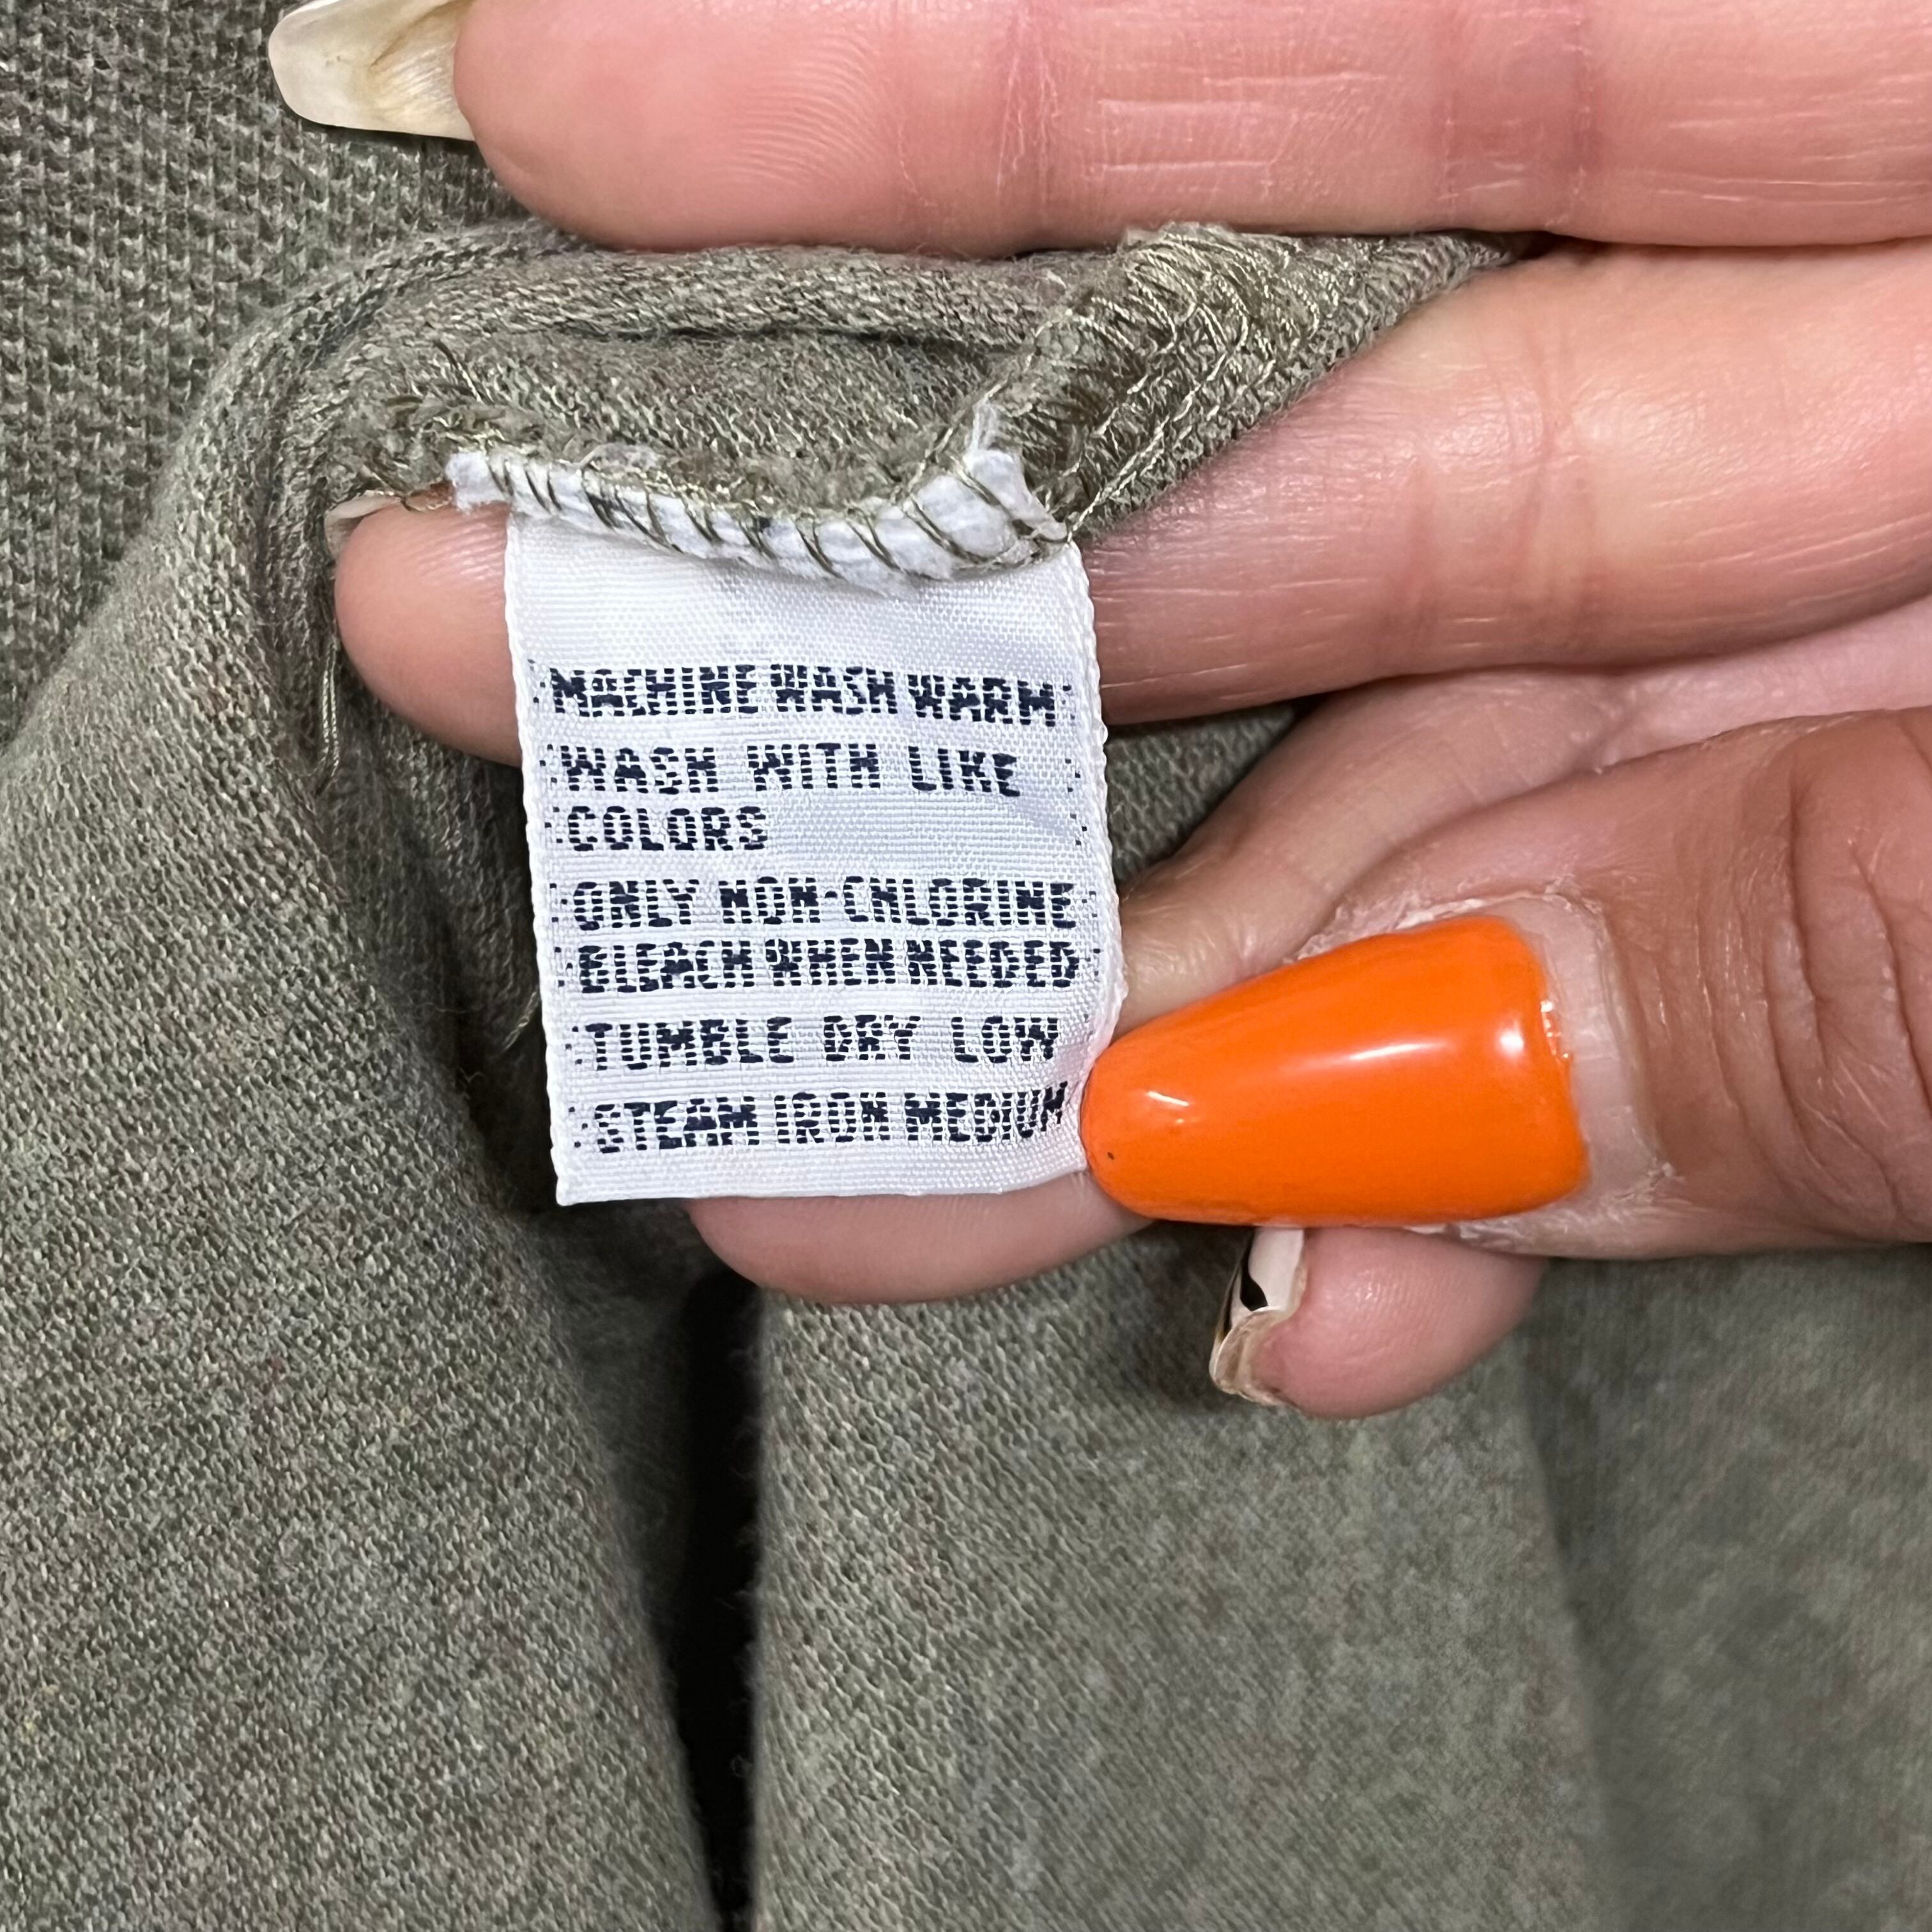 MACHINE WASH WARM
WASH WITH LIKE
COLORS
ONLY NON-CHLORINE
BLEACH WHEN NEEDED
TUMBLE DRY LOW
STEAM IRON MEDIUM